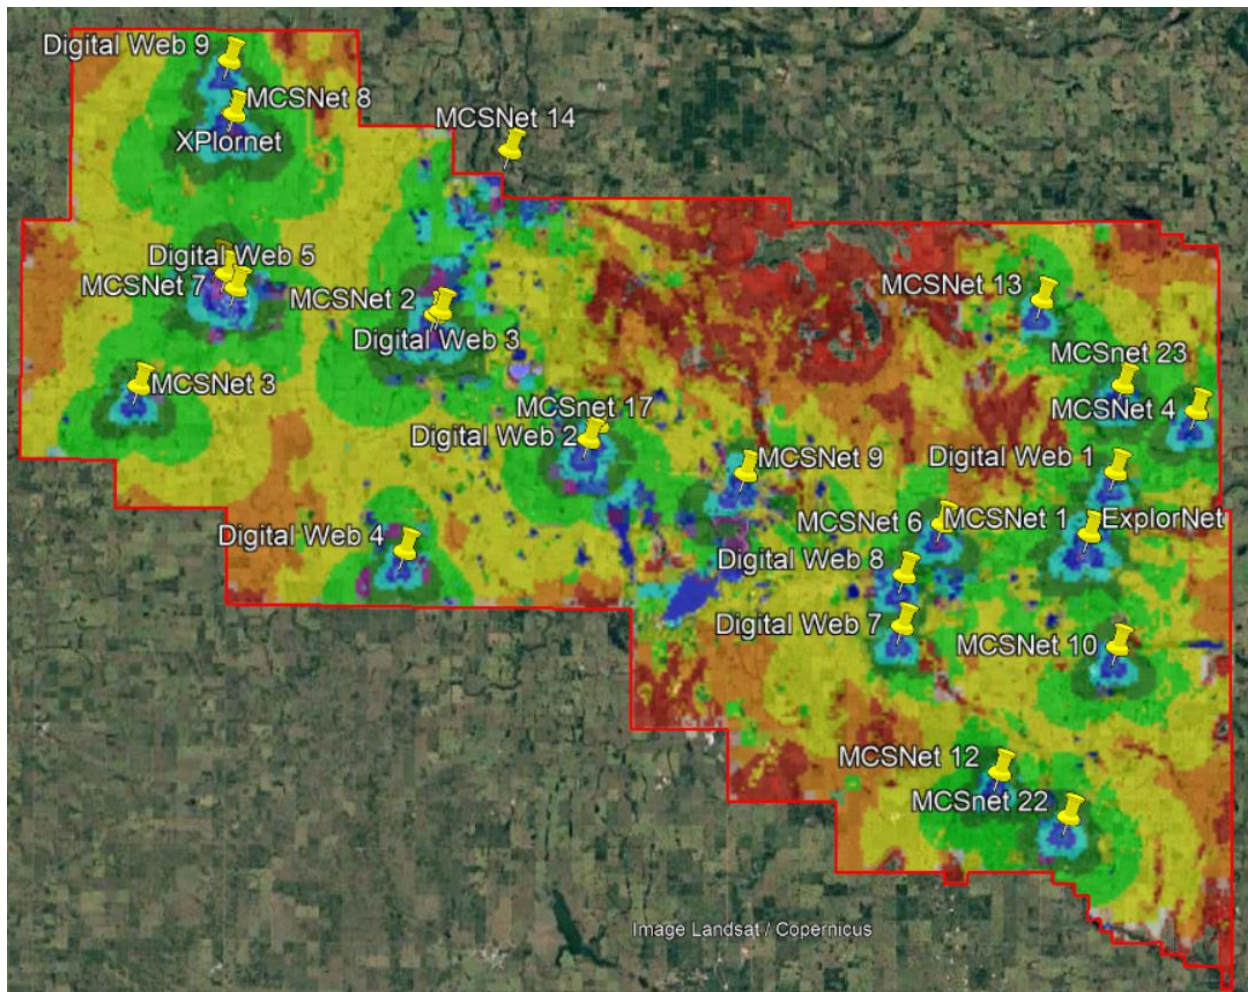 Digital Web 9
MCSNet 8
MCSNet 14
XPlornet
Digital Web 5
MCSNet 7
MCSNet 2
MCSNet 13
Digital Web 3
MCSnet 23
MCSNet 3
MCSnet 17
MCSNet 4
Digital Web 2
MCSNet 9
Digital Web 1
MCSNet 6
MCSNet 1
ExplorNet
Digital Web 4
Digital Web 8
Digital Web 7
MCSNet 10
MCSNet 12
MCSnet 22
Image Landsat / Copernicus